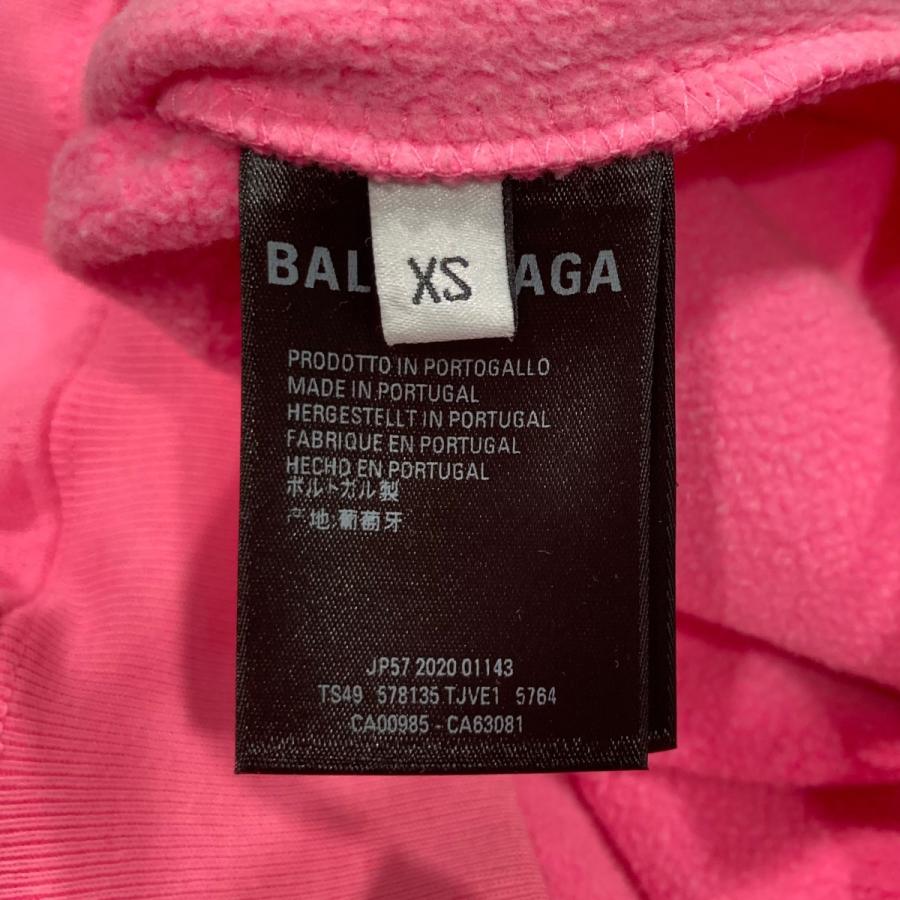 BAL AGA
XS
PRODOTTO IN PORTOGALLO
MADE IN PORTUGAL
HERGESTELLT IN PORTUGAL
FABRIQUE EN PORTUGAL
HECHO EN PORTUGAL
ポルトガル製
产地:葡萄牙
JP57 2020 01143
TS49 578135 TJVE1 5764
CA00985 - CA63081